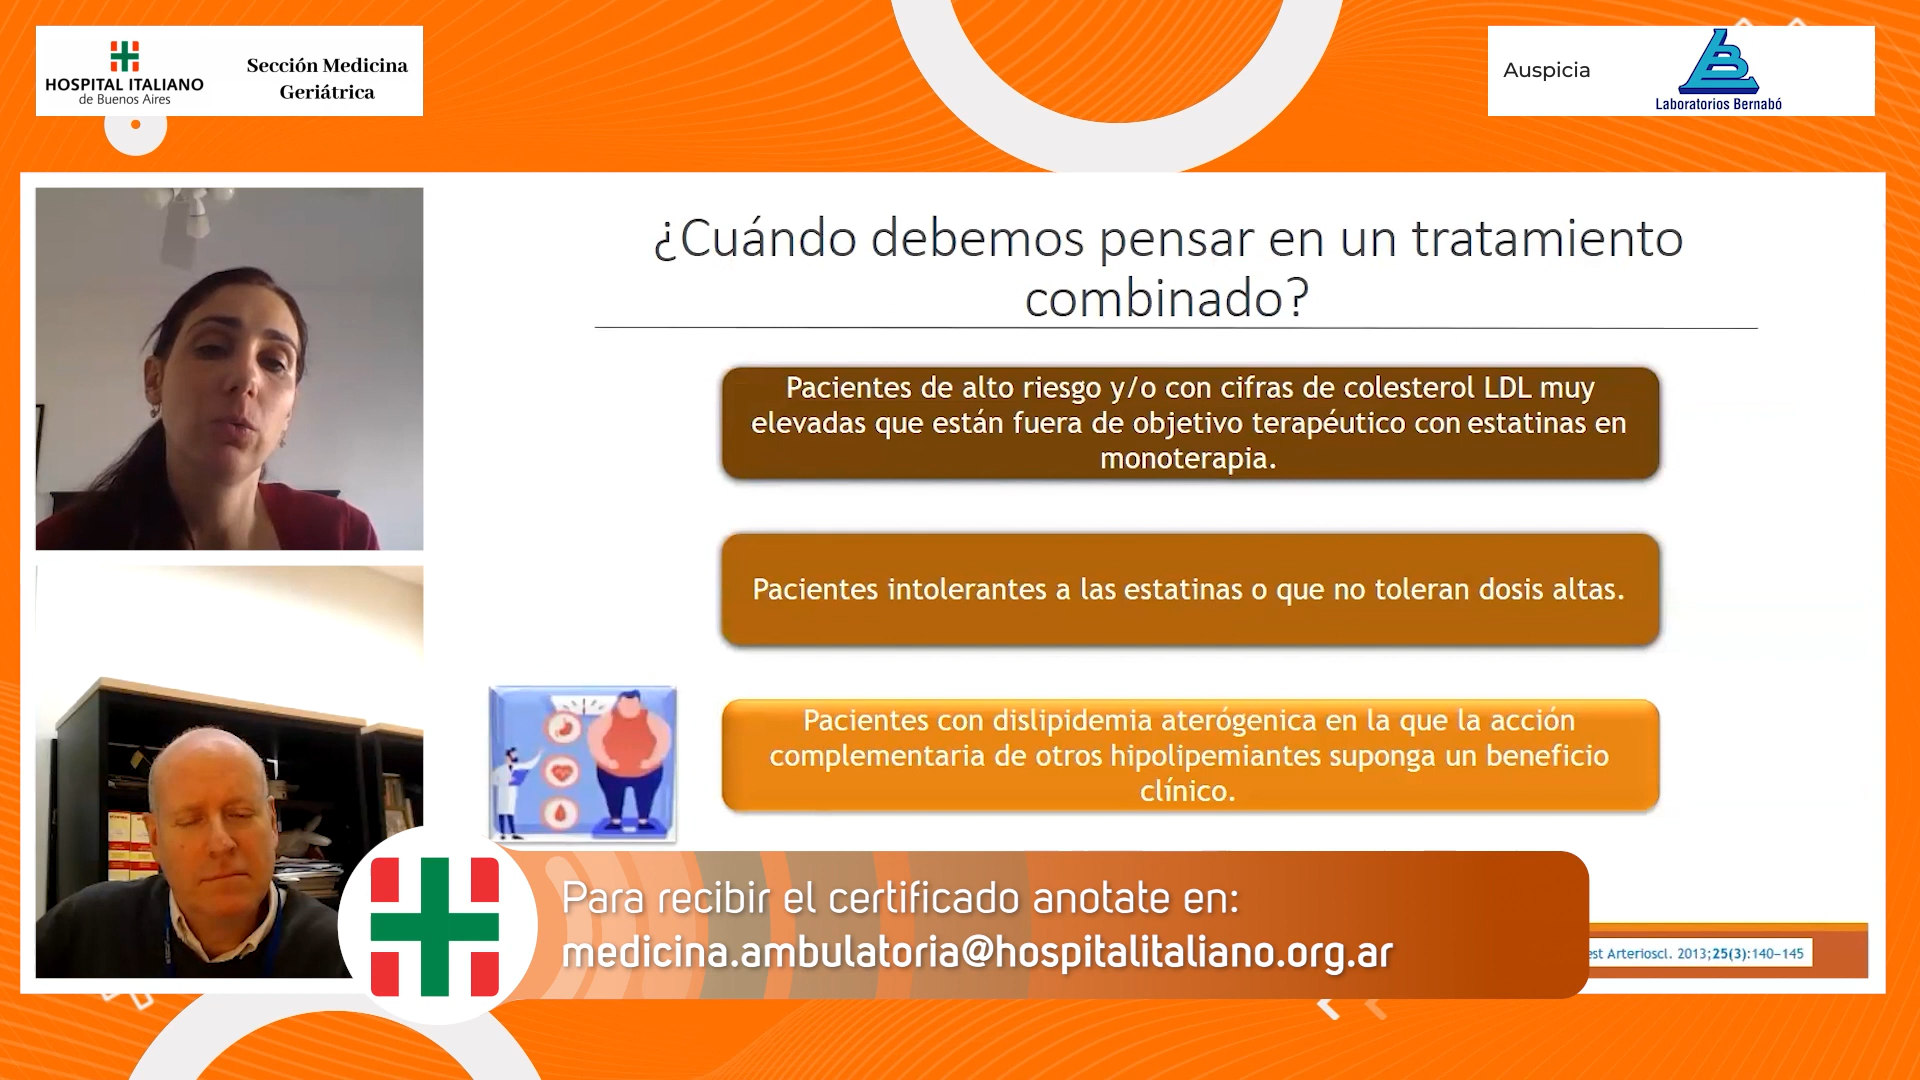 HOSPITAL ITALIANO
de Buenos Aires
Sección Medicina
Geriátrica
Auspicia
Laboratorios Bernabó
¿Cuándo debemos pensar en un tratamiento
combinado?
Pacientes de alto riesgo y/o con cifras de colesterol LDL muy
elevadas que están fuera de objetivo terapéutico con estatinas en
monoterapia.
Pacientes intolerantes a las estatinas o que no toleran dosis altas.
Pacientes con dislipidemia aterógenica en la que la acción
complementaria de otros hipolipemiantes suponga un beneficio
clínico.
Para recibir el certificado anotate en:
medicina.ambulatoria@hospitalitaliano.org.ar
Arterioscl. 2013;25(3):140–145